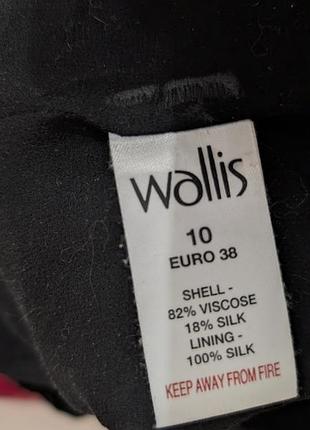 wallis
10
EURO 38
SHELL -
82% VISCOSE
18% SILK
LINING -
100% SILK
KEEP AWAY FROM FIRE